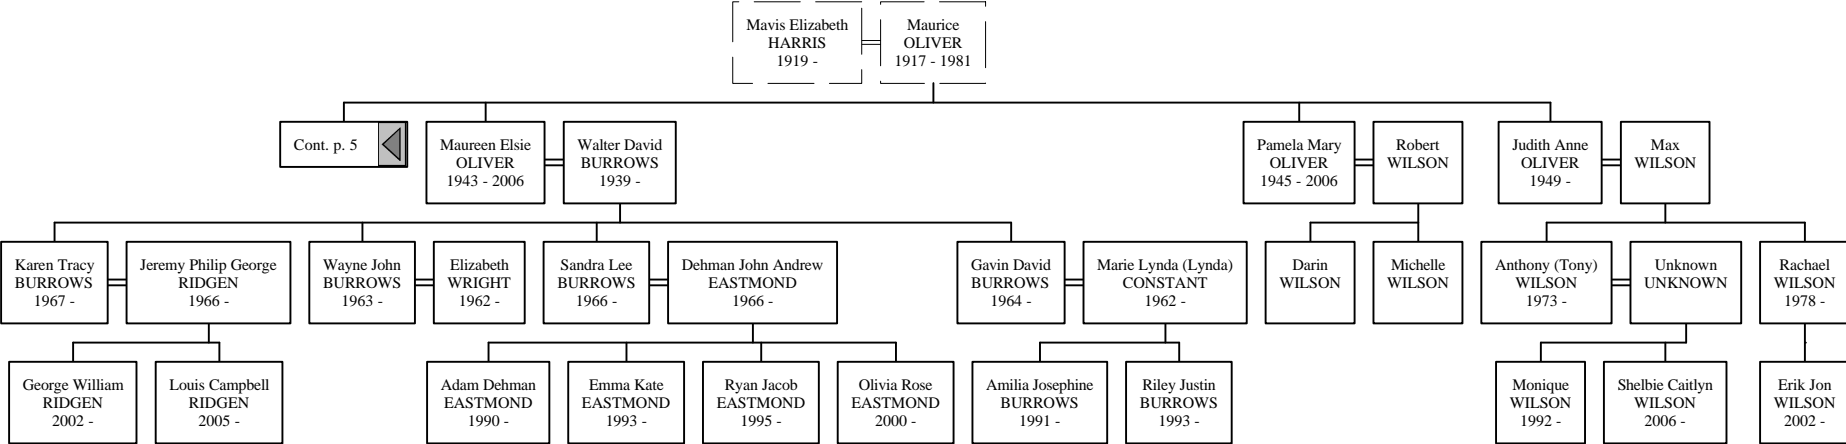 Mavis Elizabeth
HARRIS
1919 -
Maurice
OLIVER
1917 - 1981
Cont. p. 5
Maureen Elsie
OLIVER
1943 - 2006
Walter David
BURROWS
1939 -
Pamela Mary
OLIVER
1945 - 2006
Robert
WILSON
Judith Anne
OLIVER
1949 -
Max
WILSON
Karen Tracy
BURROWS
1967 -
Jeremy Philip George
RIDGEN
1966 -
Wayne John
BURROWS
1963 -
Elizabeth
WRIGHT
1962 -
Sandra Lee
BURROWS
1966 -
Dehman John Andrew
EASTMOND
1966 -
Gavin David
BURROWS
1964 -
Marie Lynda (Lynda)
CONSTANT
1962 -
Darin
WILSON
Michelle
WILSON
Anthony (Tony)
WILSON
1973 -
Unknown
UNKNOWN
Rachael
WILSON
1978 -
George William
RIDGEN
2002 -
Louis Campbell
RIDGEN
2005 -
Adam Dehman
EASTMOND
1990 -
Emma Kate
EASTMOND
1993 -
Ryan Jacob
EASTMOND
1995 -
Olivia Rose
EASTMOND
2000 -
Amilia Josephine
BURROWS
1991 -
Riley Justin
BURROWS
1993 -
Monique
WILSON
1992 -
Shelbie Caitlyn
WILSON
2006 -
Erik Jon
WILSON
2002 -